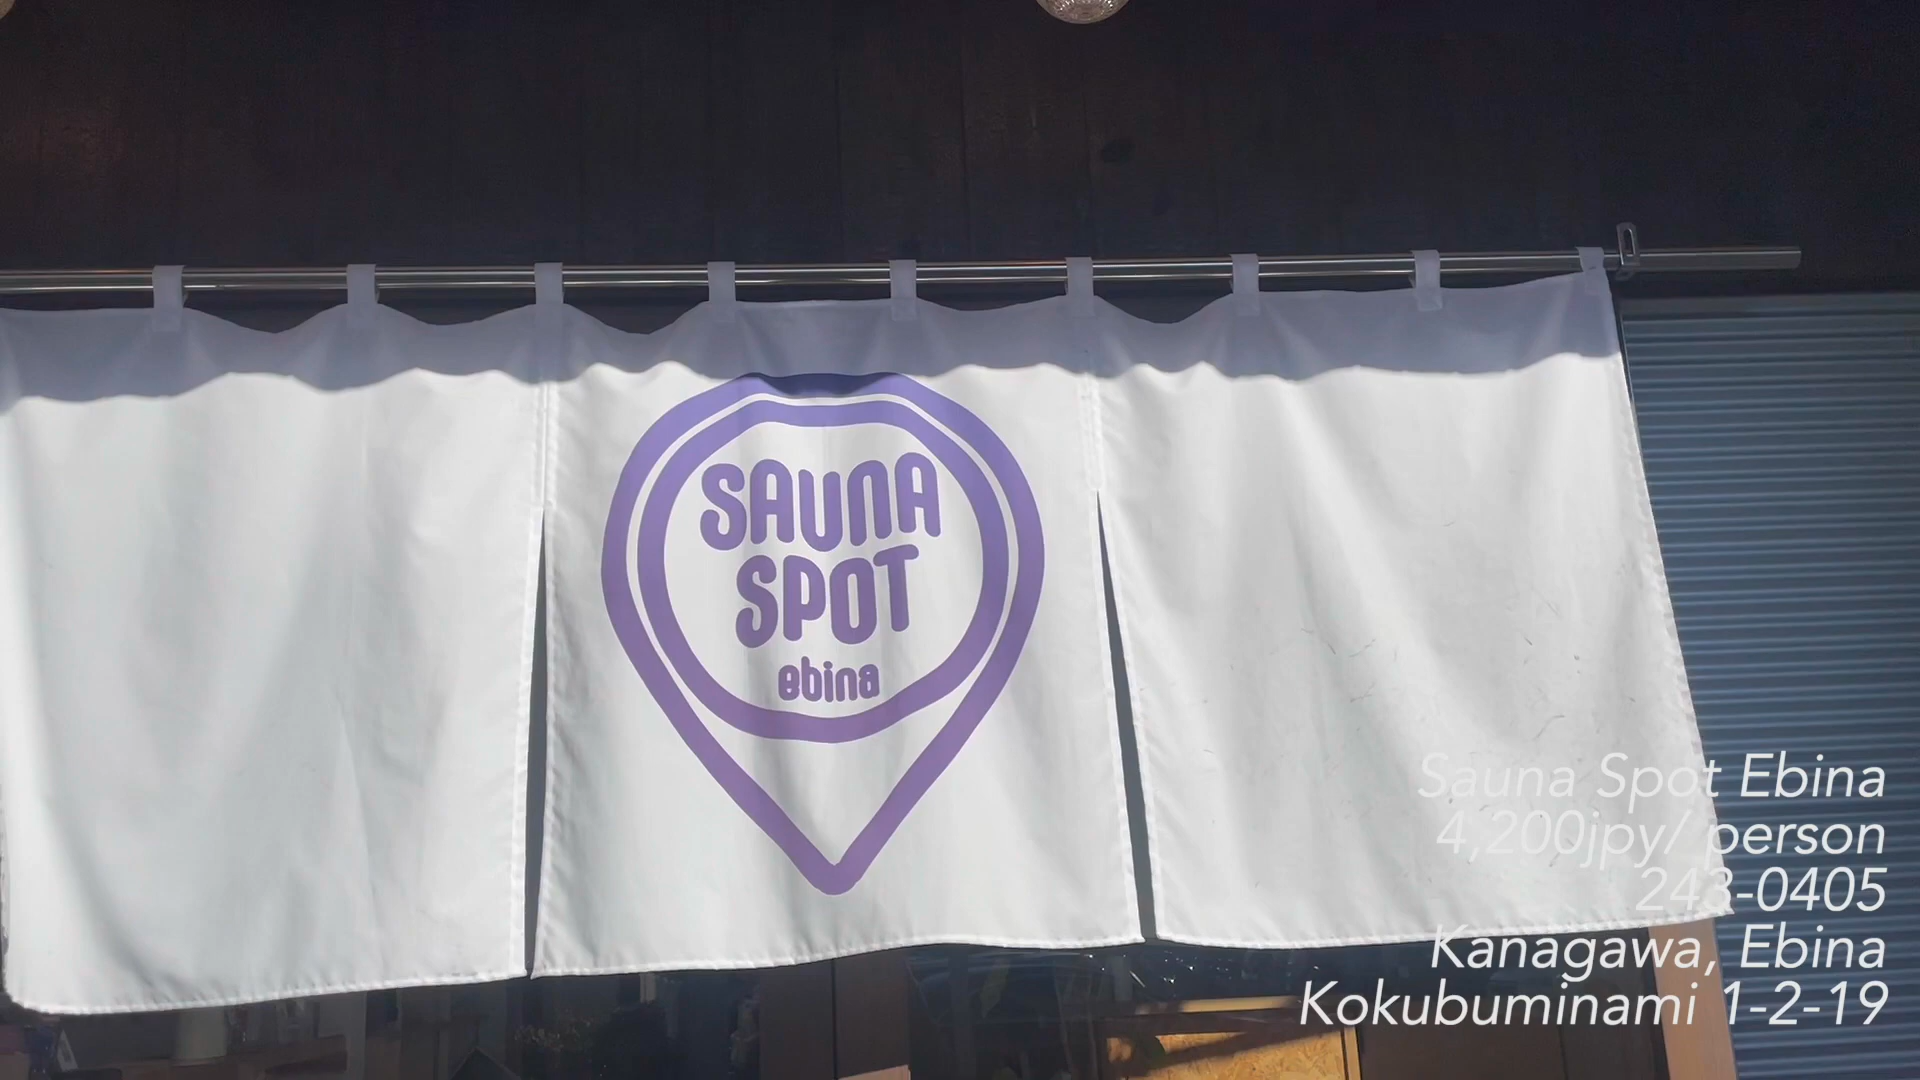 SAUNA
SPOT
ebina
Sauna Spot Ebina
4,200jpy/ person
243-0405
Kanagawa, Ebina
Kokubuminami 1-2-19